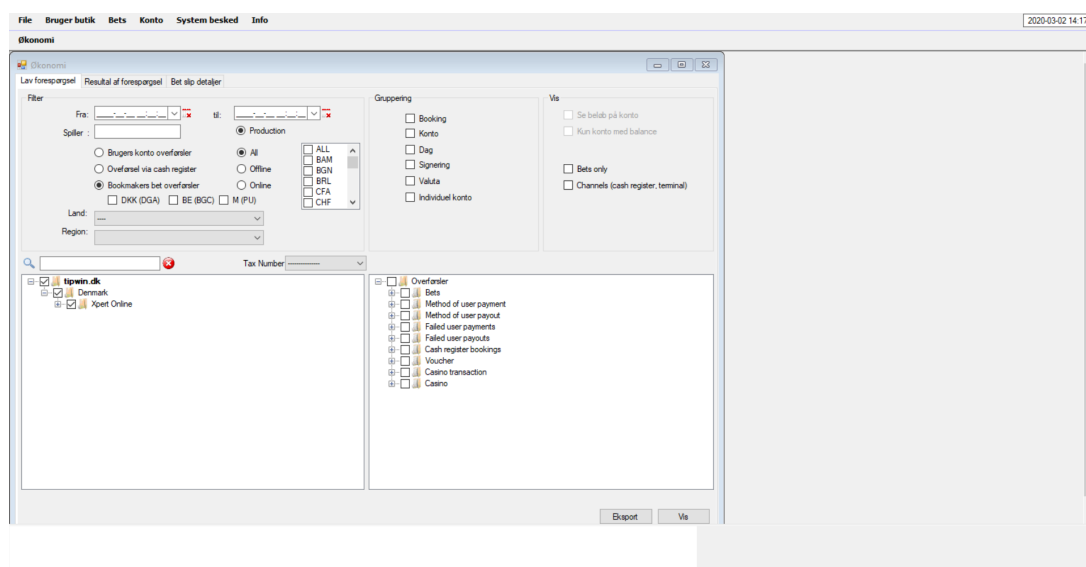 File Bruger butik Bets Konto System besked Info
2020-03-02 14:17
Økonomi
Økonomi
Lav forespørgsel Resultal af forespørgsel Bet slip detaljer
Filter
Fra: til:
Spiller : Production
Brugers konto overførsler All
Oveførsel via cash register Offline
Bookmakers bet overførsler Online
DKK (DGA) BE (BGC) M (PU)
ALL
BAM
BGN
BRL
CFA
CHF
Land: ---
Region:
Gruppering
Booking
Konto
Dag
Signering
Valuta
Individuel konto
Vis
Se beløb på konto
Kun konto med balance
Bets only
Channels (cash register, terminal)
Tax Number ----------
tipwin.dk
Denmark
Xpert Online
Overførsler
Bets
Method of user payment
Method of user payout
Failed user payments
Failed user payouts
Cash register bookings
Voucher
Casino transaction
Casino
Eksport Vis